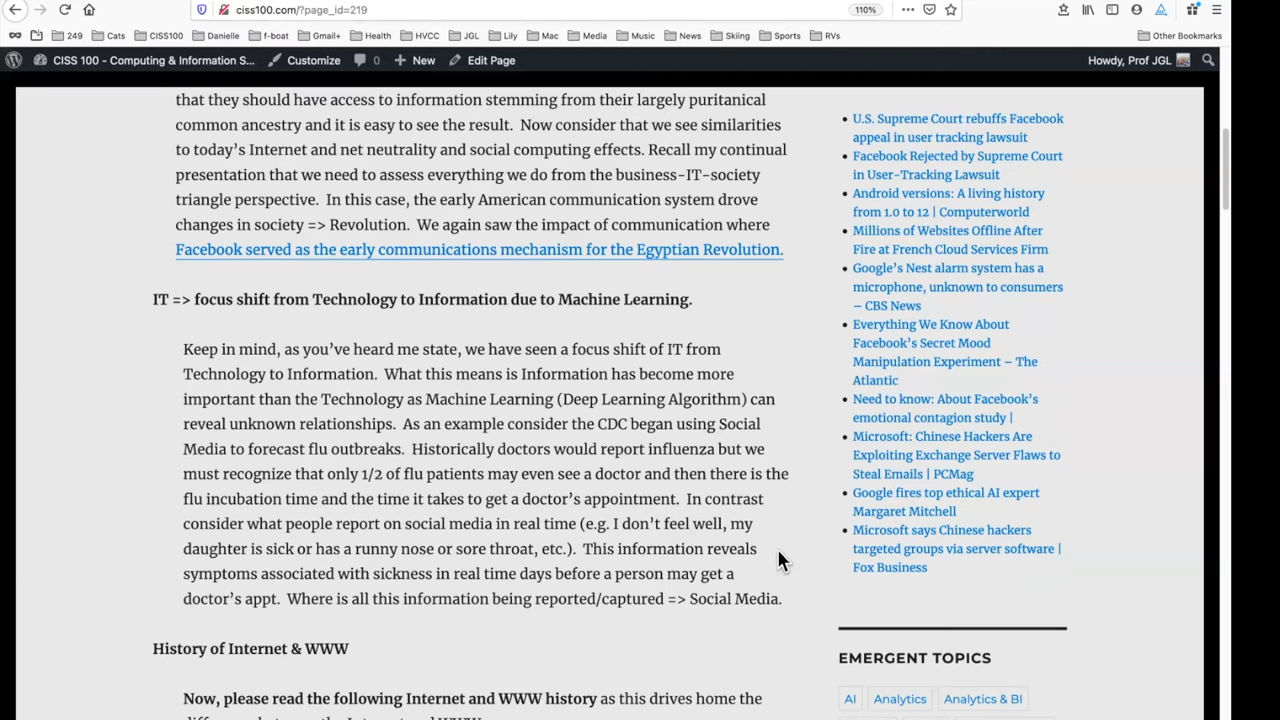 ciss100.com/?page_id=219
110%
249
Cats
CISS100
Danielle
f-boat
Gmail+
Health
HVCC
JGL
Lily
Mac
Media
Music
News
Skiing
Sports
RVs
Other Bookmarks
CISS 100 - Computing & Information S...
Customize
0
New
Edit Page
Howdy, Prof JGL
that they should have access to information stemming from their largely puritanical
common ancestry and it is easy to see the result. Now consider that we see similarities
to today's Internet and net neutrality and social computing effects. Recall my continual
presentation that we need to assess everything we do from the business-IT-society
triangle perspective. In this case, the early American communication system drove
changes in society => Revolution. We again saw the impact of communication where
Facebook served as the early communications mechanism for the Egyptian Revolution.
IT => focus shift from Technology to Information due to Machine Learning.
Keep in mind, as you've heard me state, we have seen a focus shift of IT from
Technology to Information. What this means is Information has become more
important than the Technology as Machine Learning (Deep Learning Algorithm) can
reveal unknown relationships. As an example consider the CDC began using Social
Media to forecast flu outbreaks. Historically doctors would report influenza but we
must recognize that only 1/2 of flu patients may even see a doctor and then there is the
flu incubation time and the time it takes to get a doctor's appointment. In contrast
consider what people report on social media in real time (e.g. I don't feel well, my
daughter is sick or has a runny nose or sore throat, etc.). This information reveals
symptoms associated with sickness in real time days before a person may get a
doctor's appt. Where is all this information being reported/captured => Social Media.
History of Internet & WWW
Now, please read the following Internet and WWW history as this drives home the
U.S. Supreme Court rebuffs Facebook
appeal in user tracking lawsuit
Facebook Rejected by Supreme Court
in User-Tracking Lawsuit
Android versions: A living history
from 1.0 to 12 | Computerworld
Millions of Websites Offline After
Fire at French Cloud Services Firm
Google's Nest alarm system has a
microphone, unknown to consumers
– CBS News
Everything We Know About
Facebook's Secret Mood
Manipulation Experiment – The
Atlantic
Need to know: About Facebook's
emotional contagion study |
Microsoft: Chinese Hackers Are
Exploiting Exchange Server Flaws to
Steal Emails | PCMag
Google fires top ethical AI expert
Margaret Mitchell
Microsoft says Chinese hackers
targeted groups via server software |
Fox Business
EMERGENT TOPICS
AI
Analytics
Analytics & BI